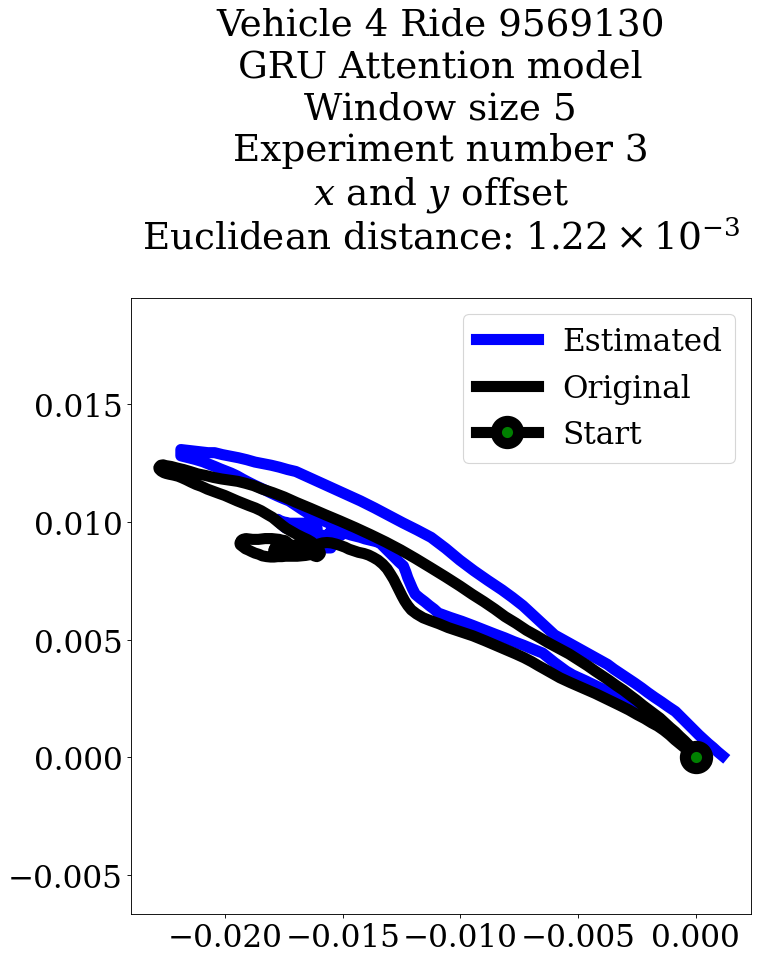 Vehicle 4 Ride 9569130
GRU Attention model
Window size 5
Experiment number 3
x and y offset
Euclidean distance: 1.22 × 10⁻³
Estimated
Original
Start
0.015
0.010
0.005
0.000
−0.005
−0.020 −0.015 −0.010 −0.005 0.000